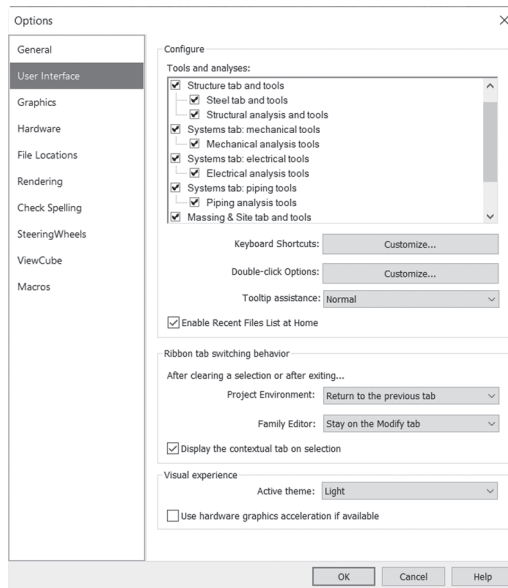 Options
General
User Interface
Graphics
Hardware
File Locations
Rendering
Check Spelling
SteeringWheels
ViewCube
Macros
Configure
Tools and analyses:
Structure tab and tools
Steel tab and tools
Structural analysis and tools
Systems tab: mechanical tools
Mechanical analysis tools
Systems tab: electrical tools
Electrical analysis tools
Systems tab: piping tools
Piping analysis tools
Massing & Site tab and tools
Keyboard Shortcuts: Customize...
Double-click Options: Customize...
Tooltip assistance: Normal
Enable Recent Files List at Home
Ribbon tab switching behavior
After clearing a selection or after exiting...
Project Environment: Return to the previous tab
Family Editor: Stay on the Modify tab
Display the contextual tab on selection
Visual experience
Active theme: Light
Use hardware graphics acceleration if available
OK Cancel Help